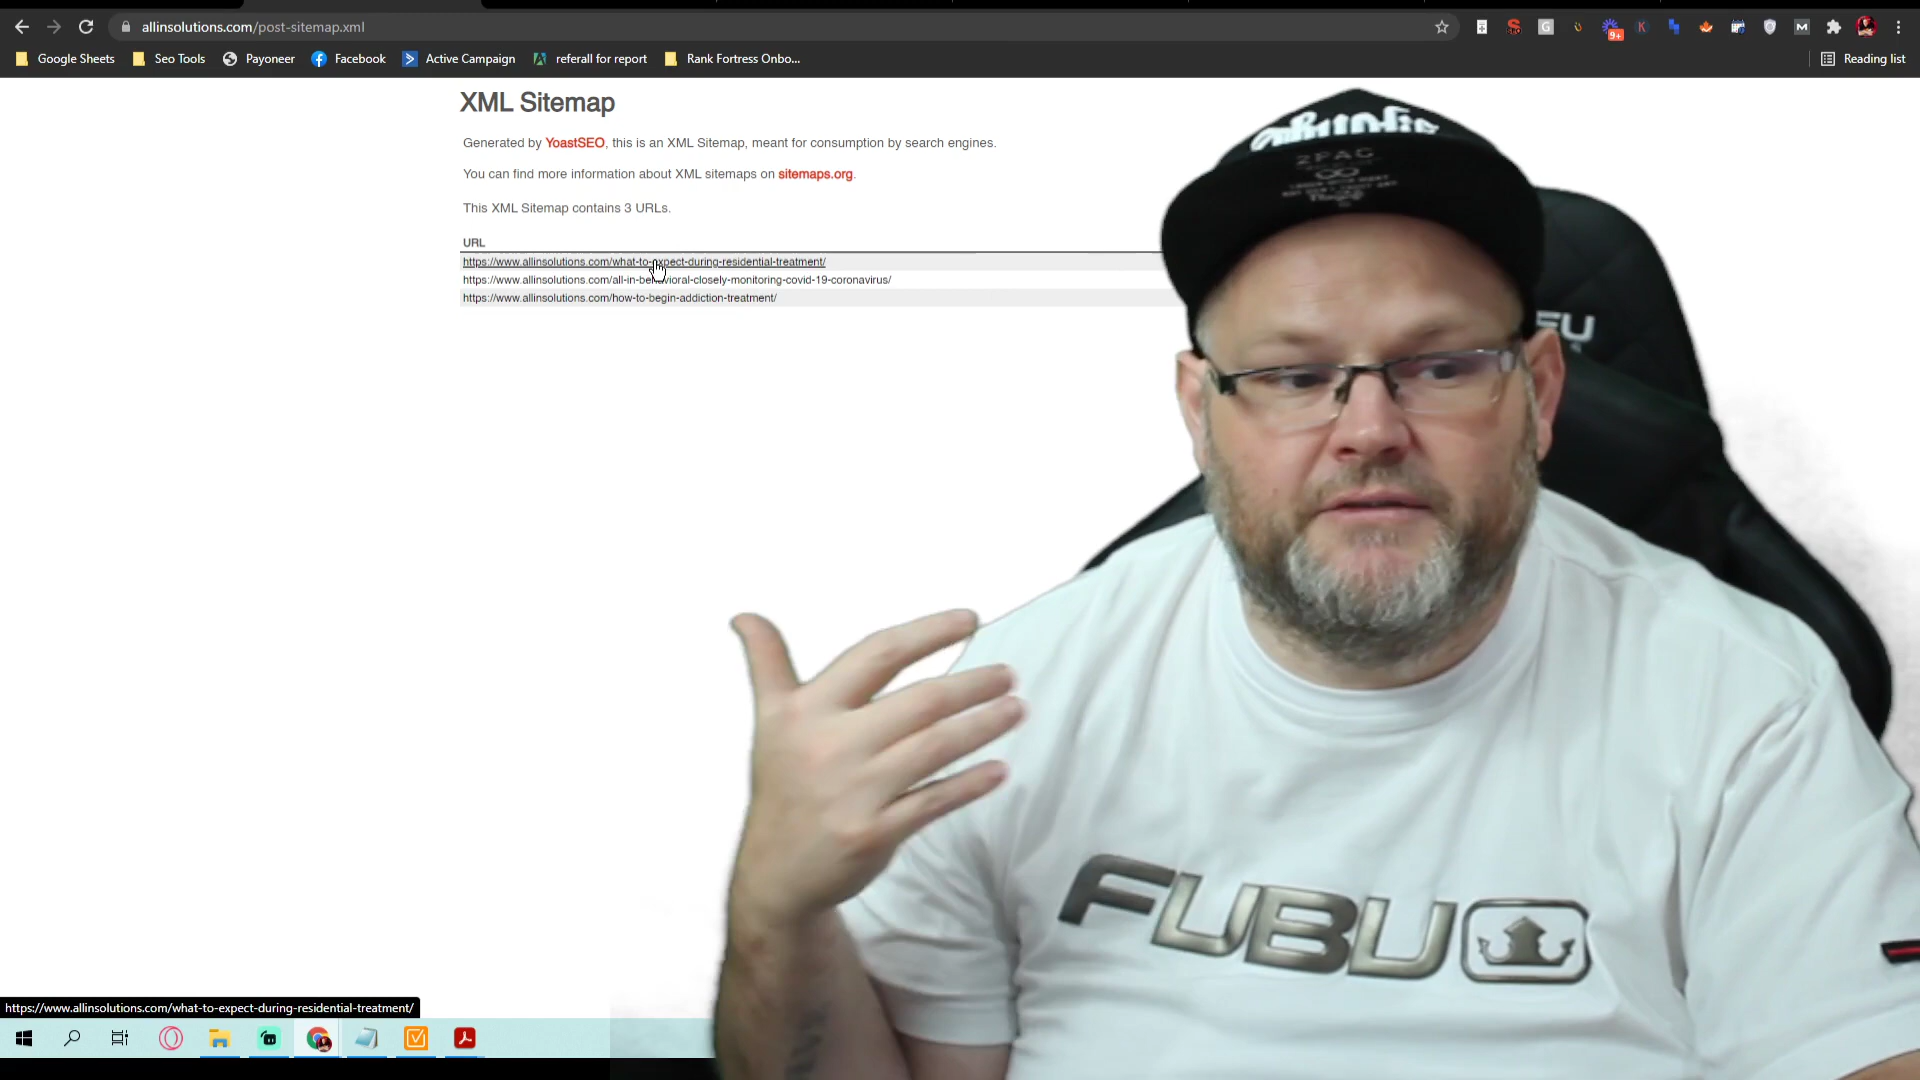 allinsolutions.com/post-sitemap.xml
9+
Google Sheets
Seo Tools
Payoneer
Facebook
Active Campaign
referall for report
Rank Fortress Onbo...
Reading list
XML Sitemap
Generated by YoastSEO, this is an XML Sitemap, meant for consumption by search engines.
You can find more information about XML sitemaps on sitemaps.org.
This XML Sitemap contains 3 URLs.
URL
https://www.allinsolutions.com/what-to-expect-during-residential-treatment/
https://www.allinsolutions.com/all-in-behavioral-closely-monitoring-covid-19-coronavirus/
https://www.allinsolutions.com/how-to-begin-addiction-treatment/
2PAC
FUBU
https://www.allinsolutions.com/what-to-expect-during-residential-treatment/